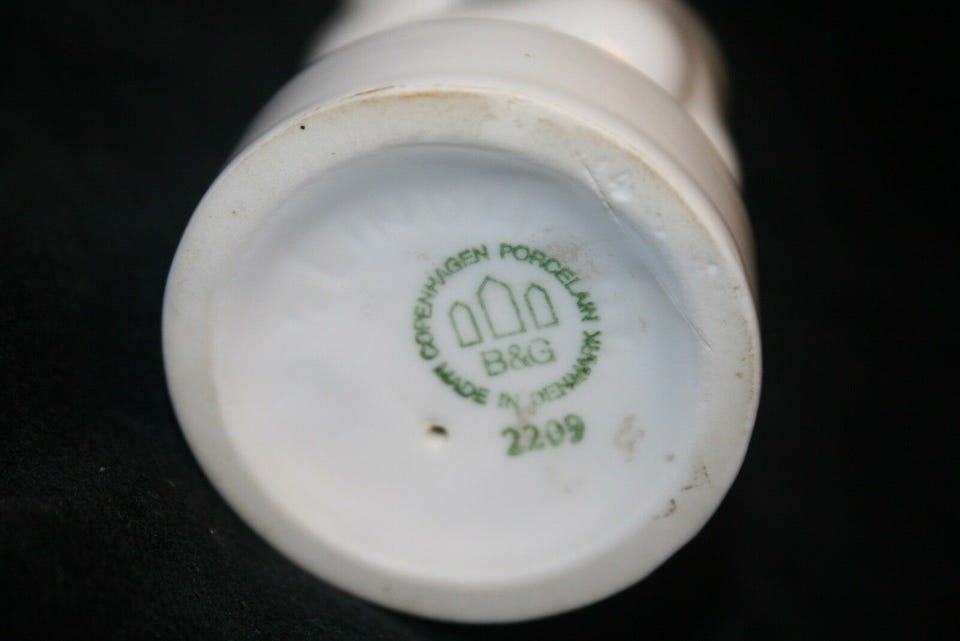 COPENHAGEN PORCELAIN
B&G
MADE IN DENMARK
2209